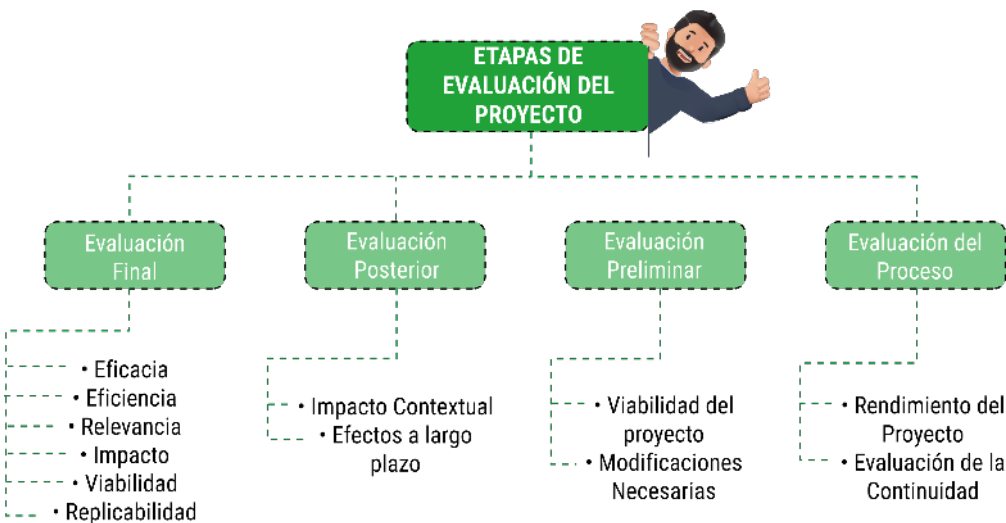 ETAPAS DE
EVALUACIÓN DEL
PROYECTO
Evaluación
Final
• Eficacia
• Eficiencia
• Relevancia
• Impacto
• Viabilidad
• Replicabilidad
Evaluación
Posterior
• Impacto Contextual
• Efectos a largo
plazo
Evaluación
Preliminar
• Viabilidad del
proyecto
• Modificaciones
Necesarias
Evaluación del
Proceso
• Rendimiento del
Proyecto
• Evaluación de la
Continuidad